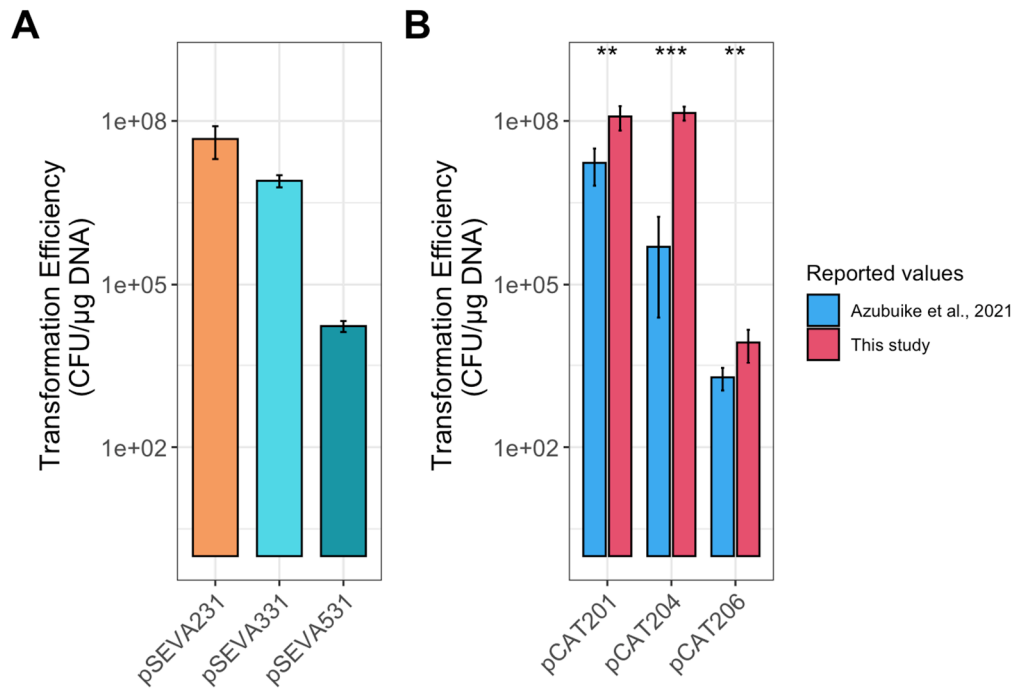 A
B
Transformation Efficiency
(CFU/µg DNA)
1e+08
1e+05
1e+02
pSEVA231
pSEVA331
pSEVA531
Transformation Efficiency
(CFU/µg DNA)
1e+08
1e+05
1e+02
** *** **
pCAT201
pCAT204
pCAT206
Reported values
Azubuike et al., 2021
This study